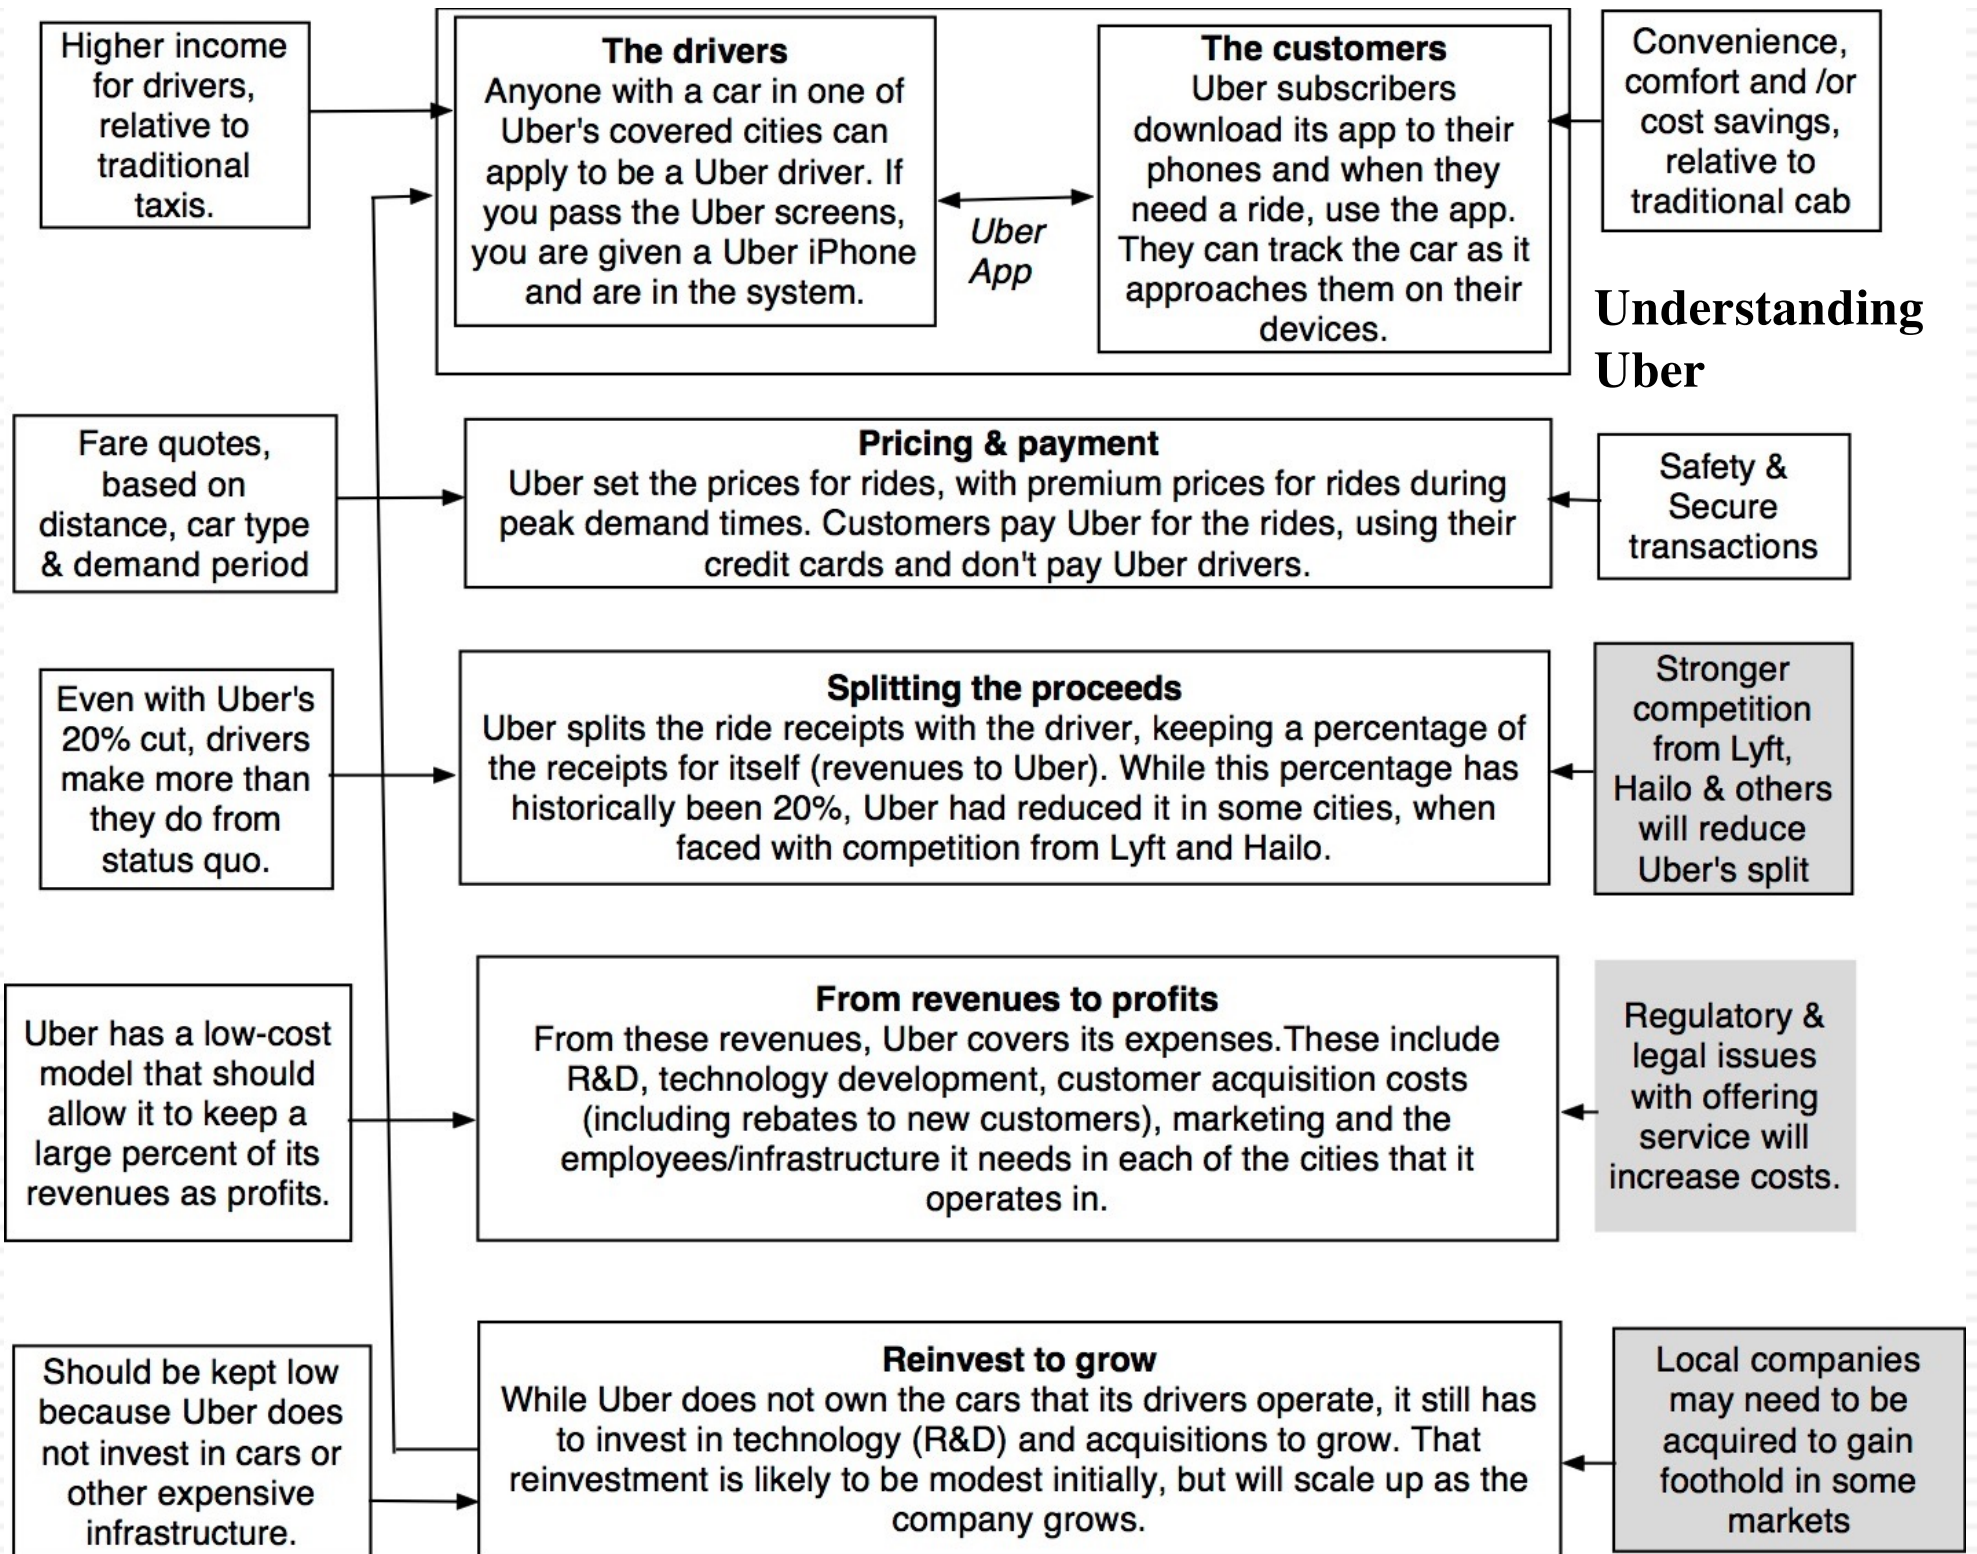 Higher income
for drivers,
relative to
traditional
taxis.
The drivers
Anyone with a car in one of
Uber's covered cities can
apply to be a Uber driver. If
you pass the Uber screens,
you are given a Uber iPhone
and are in the system.
Uber
App
The customers
Uber subscribers
download its app to their
phones and when they
need a ride, use the app.
They can track the car as it
approaches them on their
devices.
Convenience,
comfort and /or
cost savings,
relative to
traditional cab
Understanding
Uber
Fare quotes,
based on
distance, car type
& demand period
Pricing & payment
Uber set the prices for rides, with premium prices for rides during
peak demand times. Customers pay Uber for the rides, using their
credit cards and don't pay Uber drivers.
Safety &
Secure
transactions
Even with Uber's
20% cut, drivers
make more than
they do from
status quo.
Splitting the proceeds
Uber splits the ride receipts with the driver, keeping a percentage of
the receipts for itself (revenues to Uber). While this percentage has
historically been 20%, Uber had reduced it in some cities, when
faced with competition from Lyft and Hailo.
Stronger
competition
from Lyft,
Hailo & others
will reduce
Uber's split
Uber has a low-cost
model that should
allow it to keep a
large percent of its
revenues as profits.
From revenues to profits
From these revenues, Uber covers its expenses.These include
R&D, technology development, customer acquisition costs
(including rebates to new customers), marketing and the
employees/infrastructure it needs in each of the cities that it
operates in.
Regulatory &
legal issues
with offering
service will
increase costs.
Should be kept low
because Uber does
not invest in cars or
other expensive
infrastructure.
Reinvest to grow
While Uber does not own the cars that its drivers operate, it still has
to invest in technology (R&D) and acquisitions to grow. That
reinvestment is likely to be modest initially, but will scale up as the
company grows.
Local companies
may need to be
acquired to gain
foothold in some
markets